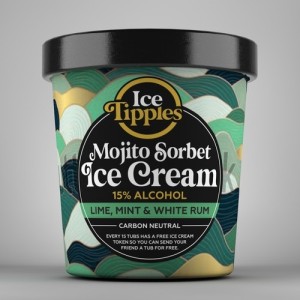 Ice
Tipples
Mojito Sorbet
Ice Cream
15% ALCOHOL
LIME, MINT & WHITE RUM
CARBON NEUTRAL
EVERY 15 TUBS HAS A FREE ICE CREAM
TOKEN SO YOU CAN SEND YOUR
FRIEND A TUB FOR FREE.